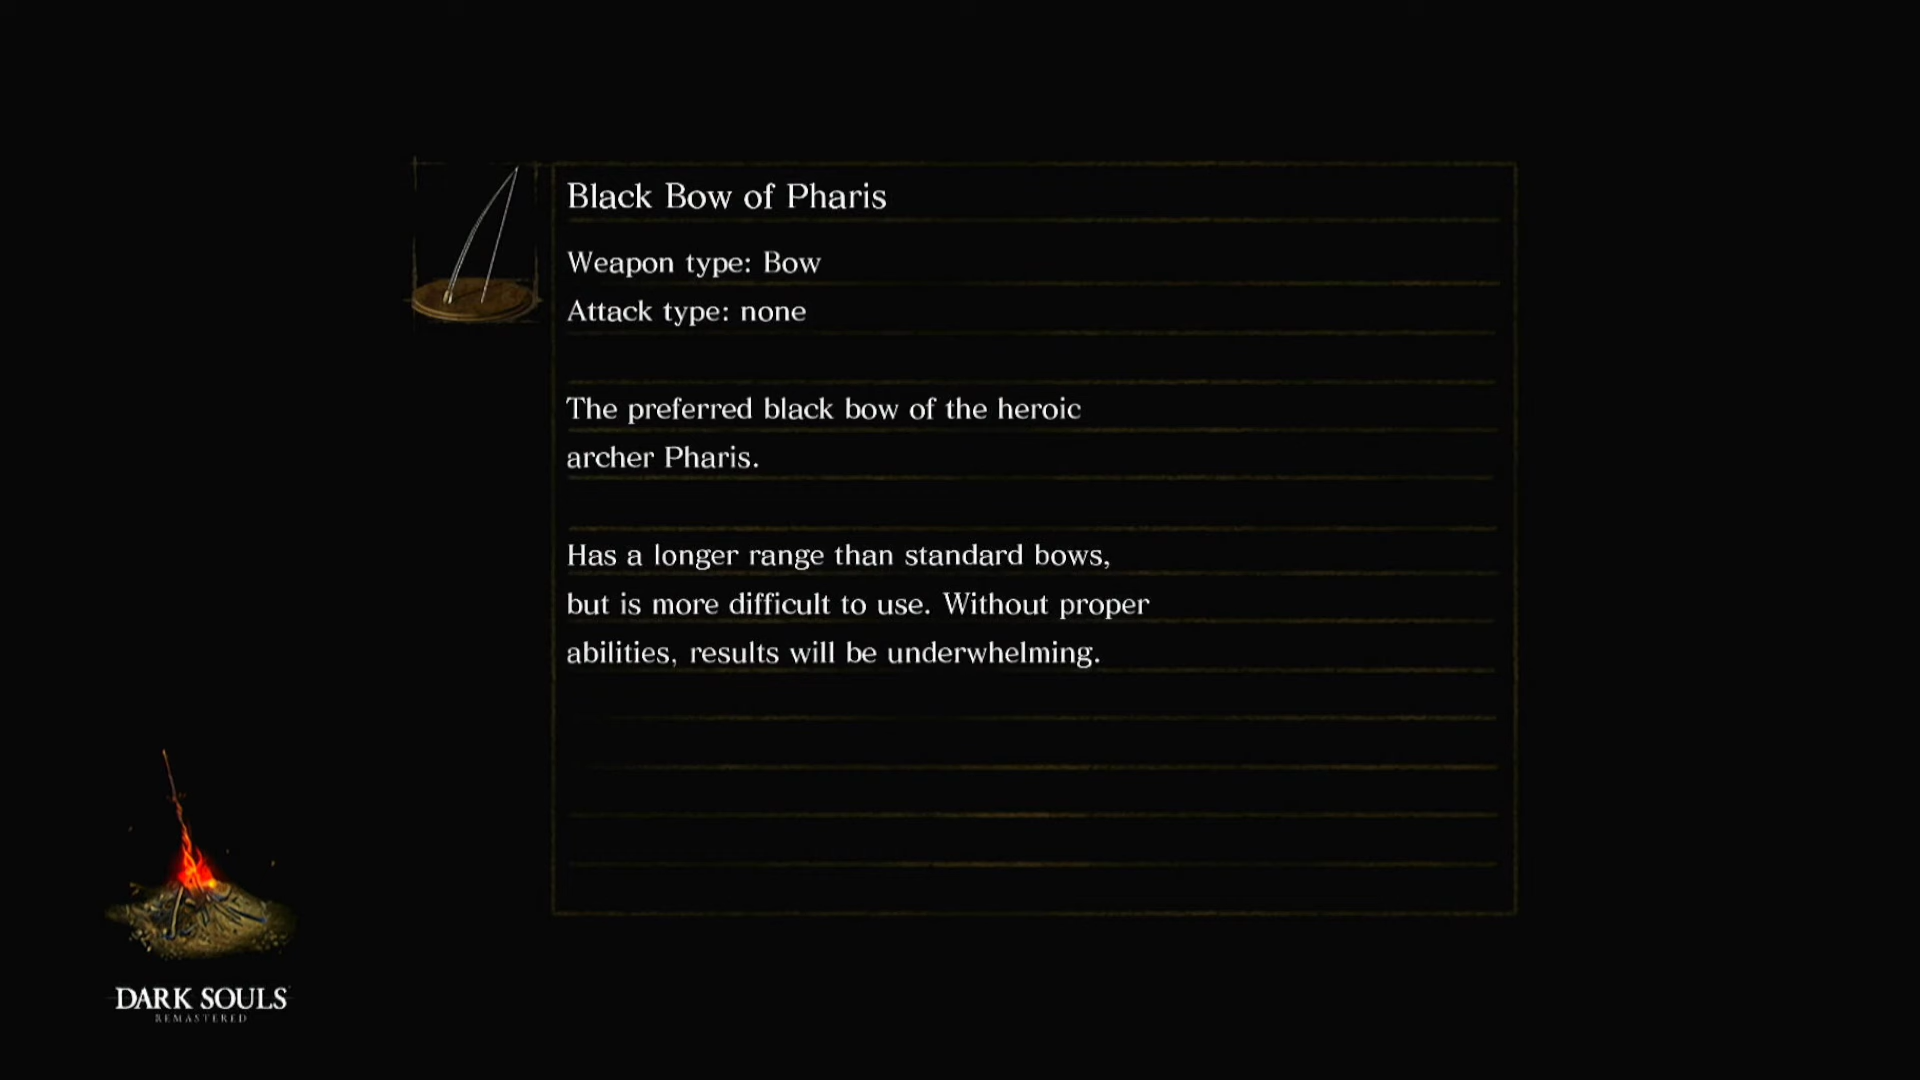 Black Bow of Pharis
Weapon type: Bow
Attack type: none
The preferred black bow of the heroic
archer Pharis.
Has a longer range than standard bows,
but is more difficult to use. Without proper
abilities, results will be underwhelming.
DARK SOULS
REMASTERED